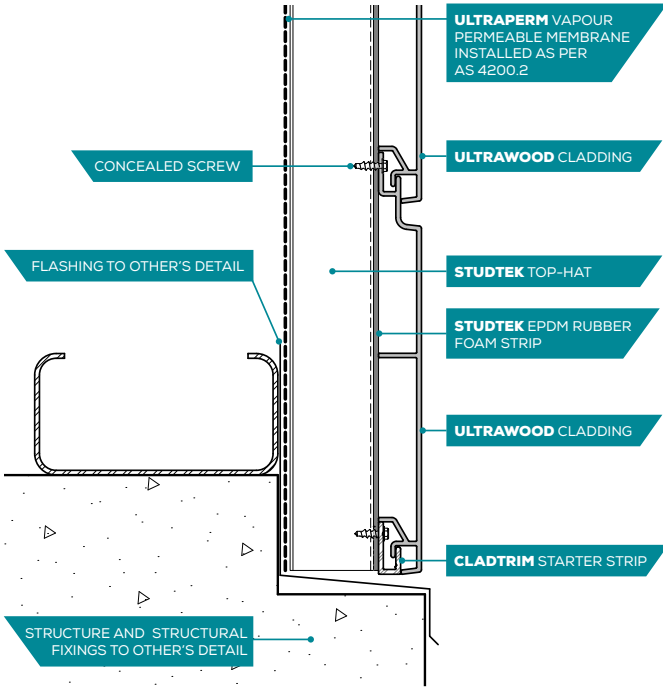 ULTRAPERM VAPOUR
PERMEABLE MEMBRANE
INSTALLED AS PER
AS 4200.2
CONCEALED SCREW
ULTRAWOOD CLADDING
FLASHING TO OTHER'S DETAIL
STUDTEK TOP-HAT
STUDTEK EPDM RUBBER
FOAM STRIP
ULTRAWOOD CLADDING
CLADTRIM STARTER STRIP
STRUCTURE AND STRUCTURAL
FIXINGS TO OTHER'S DETAIL